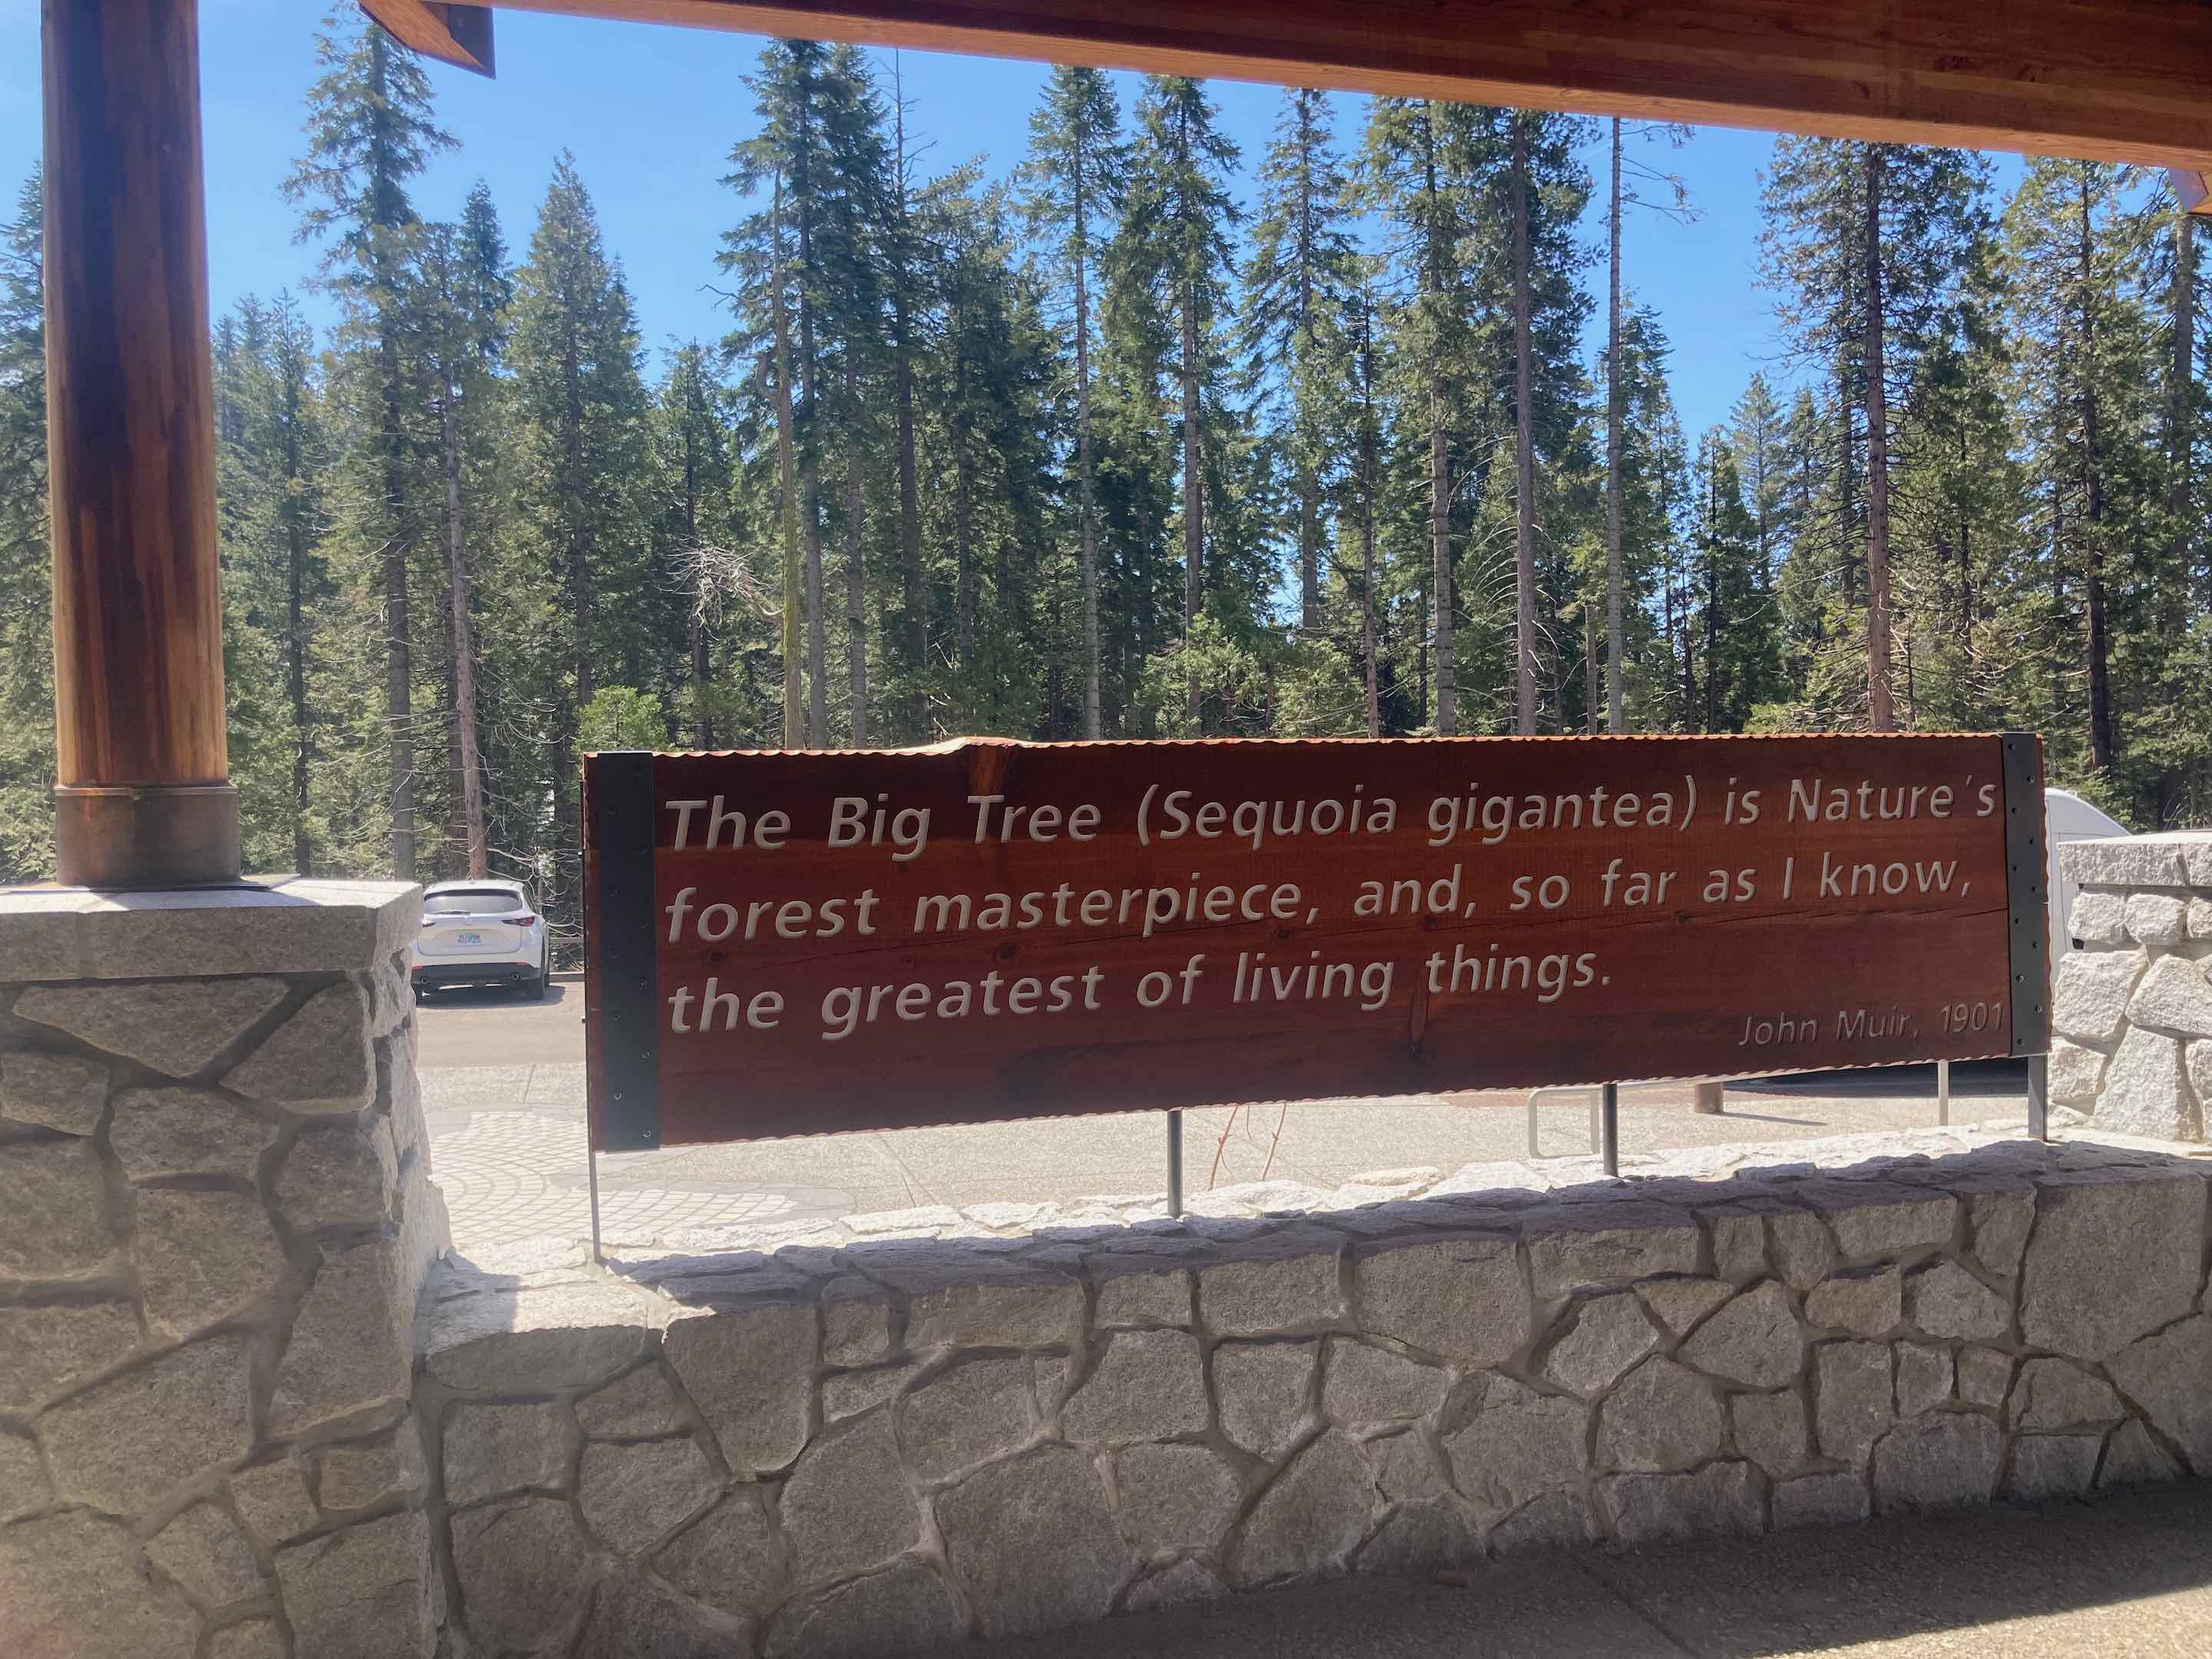 The Big Tree (Sequoia gigantea) is Nature's
forest masterpiece, and, so far as I know,
the greatest of living things.
John Muir, 1901